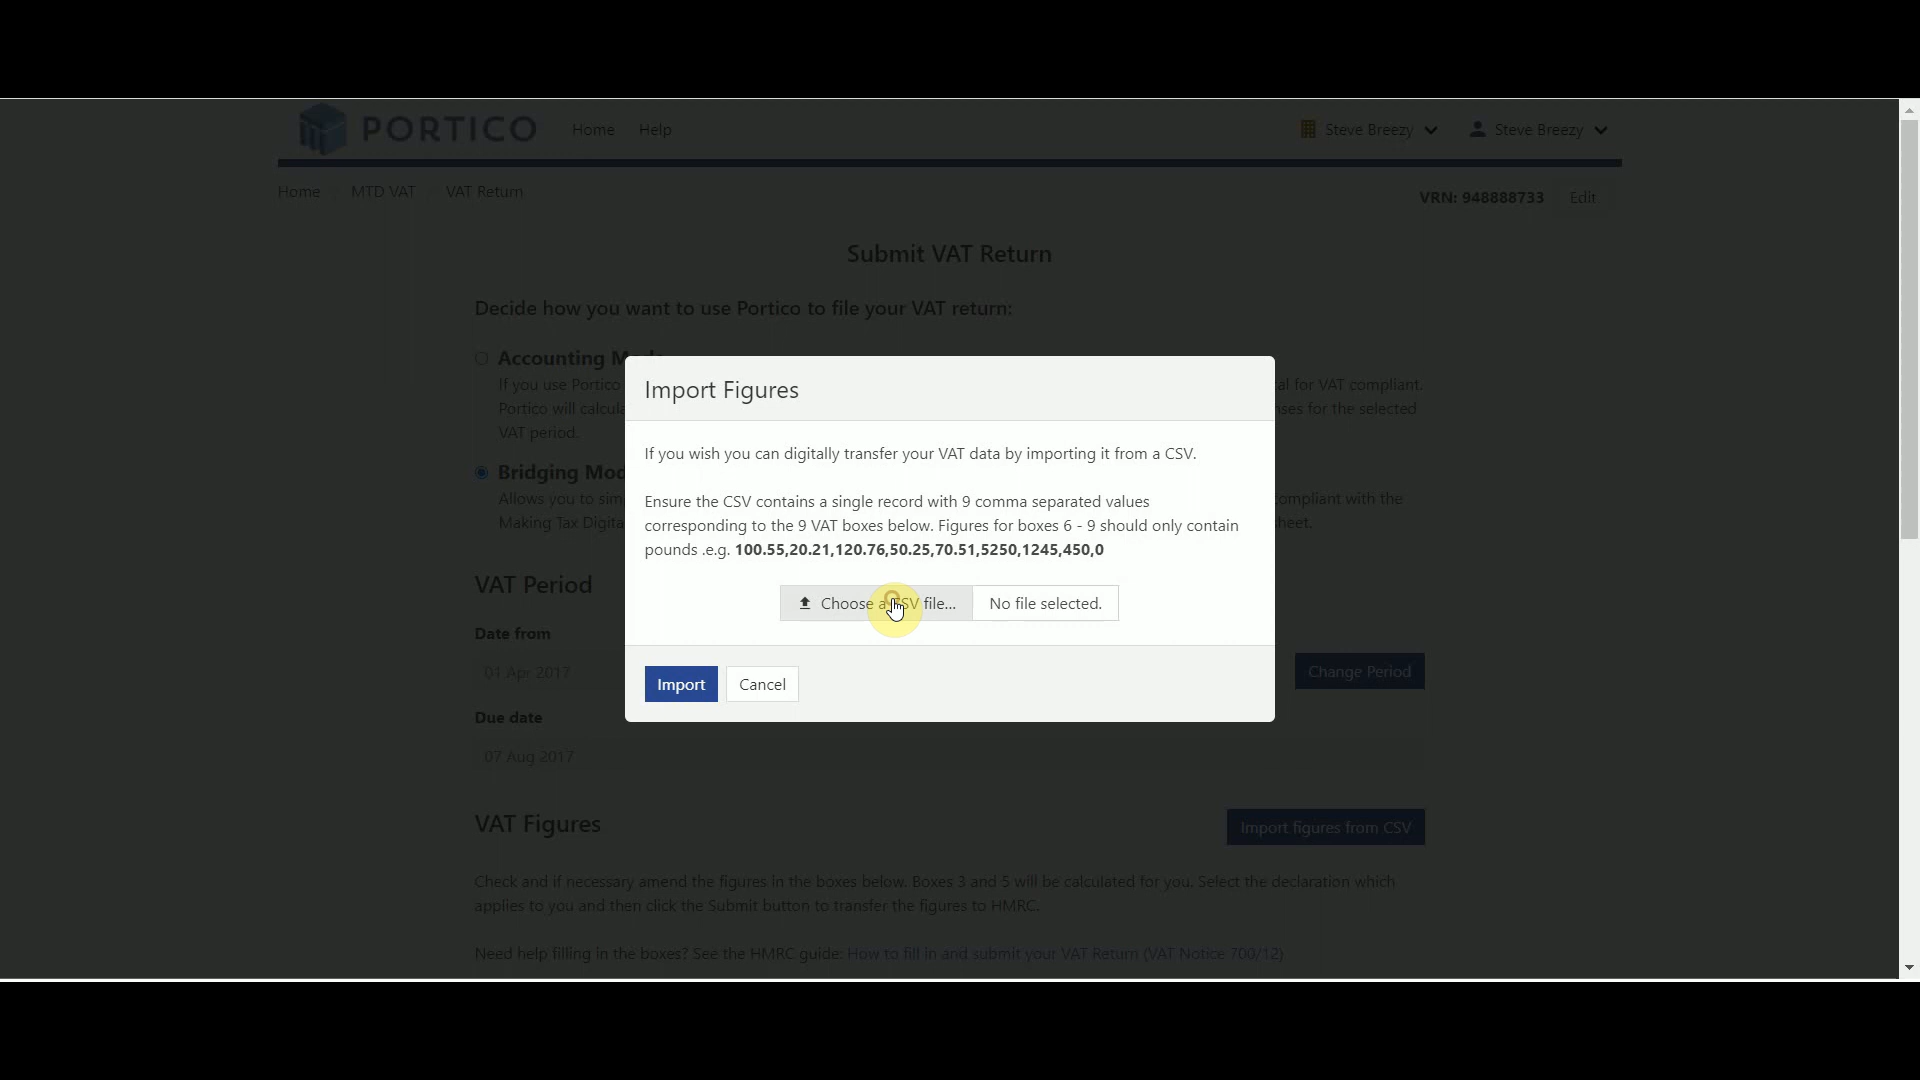 PORTICO
Home Help
Steve Breezy Steve Breezy
Home MTD VAT VAT Return
VRN: 948888733 Edit
Submit VAT Return
Decide how you want to use Portico to file your VAT return:
Accounting
If you use Portico al for VAT compliant.
Portico will calcula ses for the selected
VAT period.
Bridging Mod
Allows you to sim ompliant with the
Making Tax Digita heet.
Import Figures
If you wish you can digitally transfer your VAT data by importing it from a CSV.
Ensure the CSV contains a single record with 9 comma separated values
corresponding to the 9 VAT boxes below. Figures for boxes 6 - 9 should only contain
pounds .e.g. 100.55,20.21,120.76,50.25,70.51,5250,1245,450,0
Choose a CSV file... No file selected.
Import Cancel
VAT Period
Date from
01 Apr 2017
Change Period
Due date
07 Aug 2017
VAT Figures
Import figures from CSV
Check and if necessary amend the figures in the boxes below. Boxes 3 and 5 will be calculated for you. Select the declaration which
applies to you and then click the Submit button to transfer the figures to HMRC.
Need help filling in the boxes? See the HMRC guide: How to fill in and submit your VAT Return (VAT Notice 700/12)